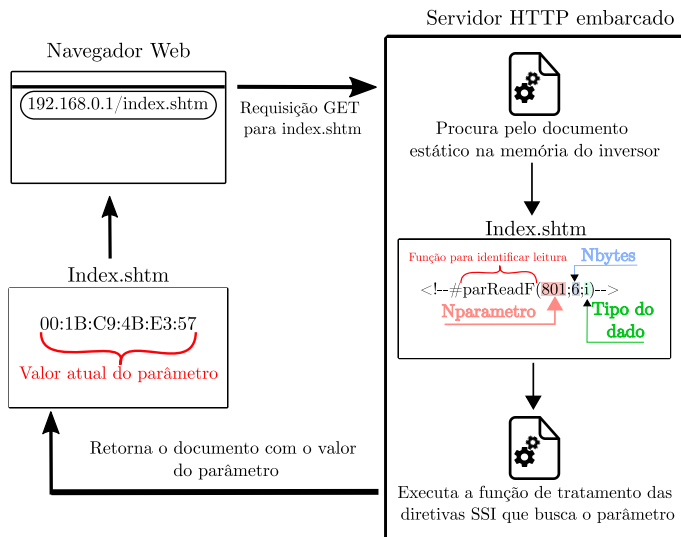 Servidor HTTP embarcado
Navegador Web
192.168.0.1/index.shtm
Requisição GET
para index.shtm
Procura pelo documento
estático na memória do inversor
Index.shtm
Função para identificar leitura
Nbytes
<!--#parReadF(801;6;i)-->
Nparametro
Tipo do
dado
Executa a função de tratamento das
diretivas SSI que busca o parâmetro
Retorna o documento com o valor
do parâmetro
Index.shtm
00:1B:C9:4B:E3:57
Valor atual do parâmetro